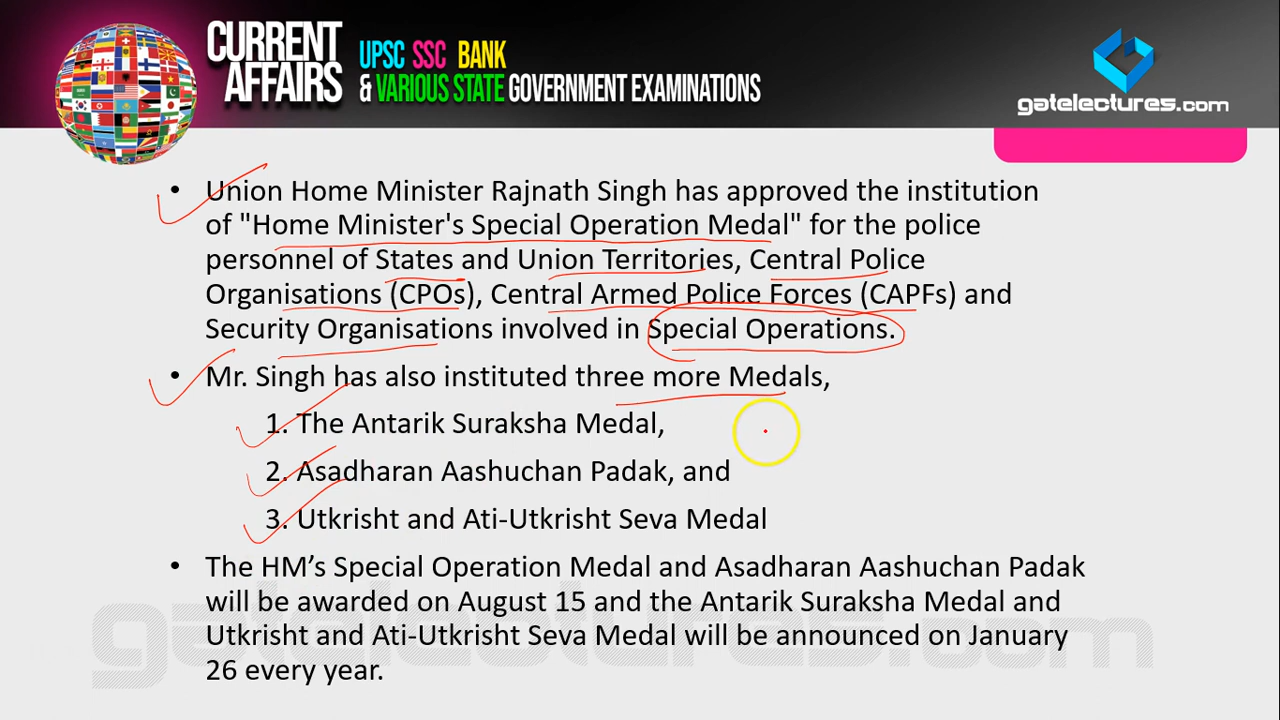 CURRENT
AFFAIRS
UPSC SSC BANK
& VARIOUS STATE GOVERNMENT EXAMINATIONS
gatelectures.com
• Union Home Minister Rajnath Singh has approved the institution
of "Home Minister's Special Operation Medal" for the police
personnel of States and Union Territories, Central Police
Organisations (CPOs), Central Armed Police Forces (CAPFs) and
Security Organisations involved in Special Operations.
• Mr. Singh has also instituted three more Medals,
1. The Antarik Suraksha Medal,
2. Asadharan Aashuchan Padak, and
3. Utkrisht and Ati-Utkrisht Seva Medal
• The HM’s Special Operation Medal and Asadharan Aashuchan Padak
will be awarded on August 15 and the Antarik Suraksha Medal and
Utkrisht and Ati-Utkrisht Seva Medal will be announced on January
26 every year.
gatelectures.com